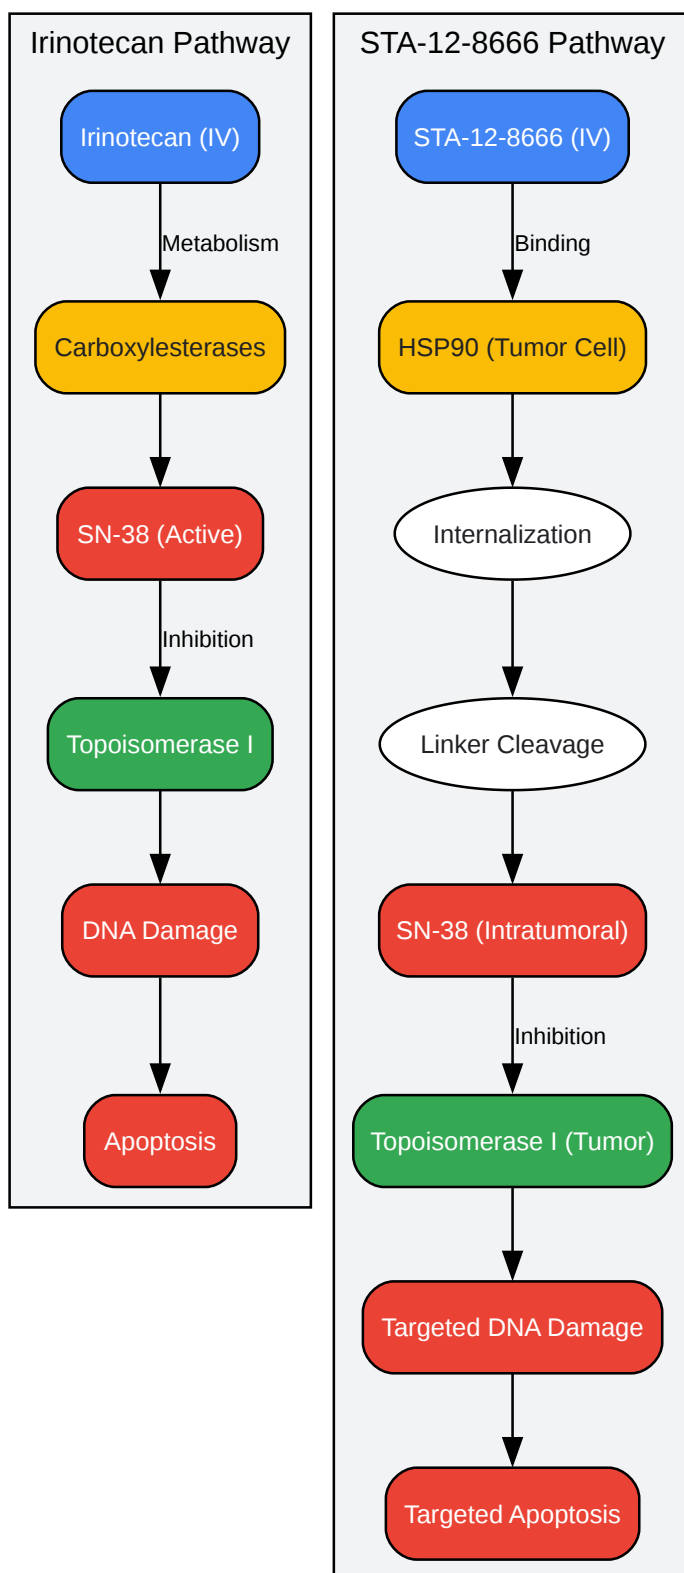 Irinotecan Pathway
Irinotecan (IV)
Metabolism
Carboxylesterases
SN-38 (Active)
Inhibition
Topoisomerase I
DNA Damage
Apoptosis
STA-12-8666 Pathway
STA-12-8666 (IV)
Binding
HSP90 (Tumor Cell)
Internalization
Linker Cleavage
SN-38 (Intratumoral)
Inhibition
Topoisomerase I (Tumor)
Targeted DNA Damage
Targeted Apoptosis